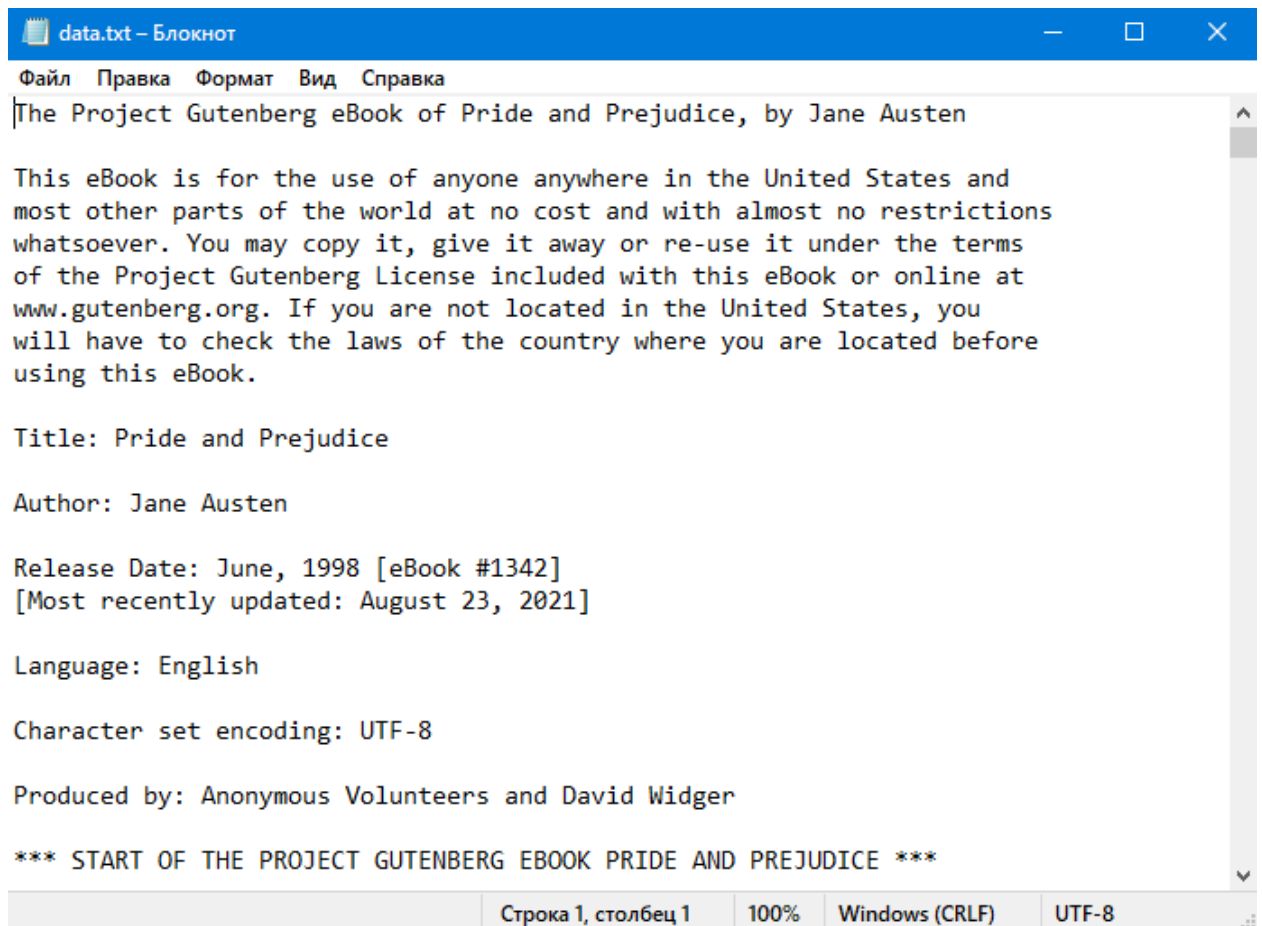 data.txt – Блокнот
Файл Правка Формат Вид Справка
The Project Gutenberg eBook of Pride and Prejudice, by Jane Austen
This eBook is for the use of anyone anywhere in the United States and
most other parts of the world at no cost and with almost no restrictions
whatsoever. You may copy it, give it away or re-use it under the terms
of the Project Gutenberg License included with this eBook or online at
www.gutenberg.org. If you are not located in the United States, you
will have to check the laws of the country where you are located before
using this eBook.
Title: Pride and Prejudice
Author: Jane Austen
Release Date: June, 1998 [eBook #1342]
[Most recently updated: August 23, 2021]
Language: English
Character set encoding: UTF-8
Produced by: Anonymous Volunteers and David Widger
*** START OF THE PROJECT GUTENBERG EBOOK PRIDE AND PREJUDICE ***
Строка 1, столбец 1 100% Windows (CRLF) UTF-8